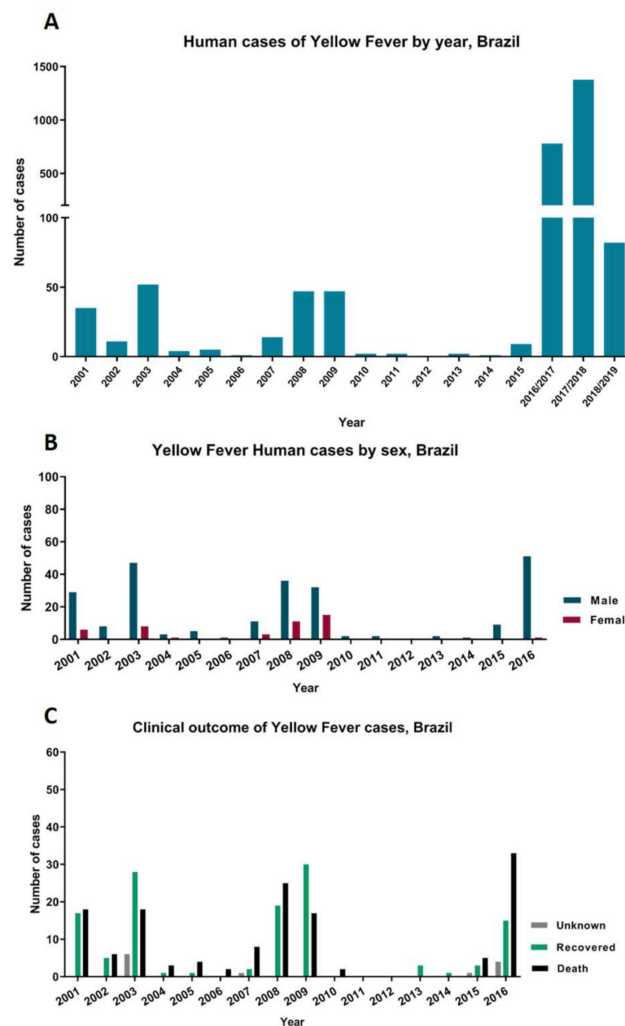 A
Human cases of Yellow Fever by year, Brazil
Number of cases
1500
1000
500
100
50
0
2001 2002 2003 2004 2005 2006 2007 2008 2009 2010 2011 2012 2013 2014 2015 2016/2017 2017/2018 2018/2019
Year
B
Yellow Fever Human cases by sex, Brazil
Number of cases
100
80
60
40
20
0
Male
Femal
2001 2002 2003 2004 2005 2006 2007 2008 2009 2010 2011 2012 2013 2014 2015 2016
Year
C
Clinical outcome of Yellow Fever cases, Brazil
Number of cases
60
50
40
30
20
10
0
Unknown
Recovered
Death
2001 2002 2003 2004 2005 2006 2007 2008 2009 2010 2011 2012 2013 2014 2015 2016
Year